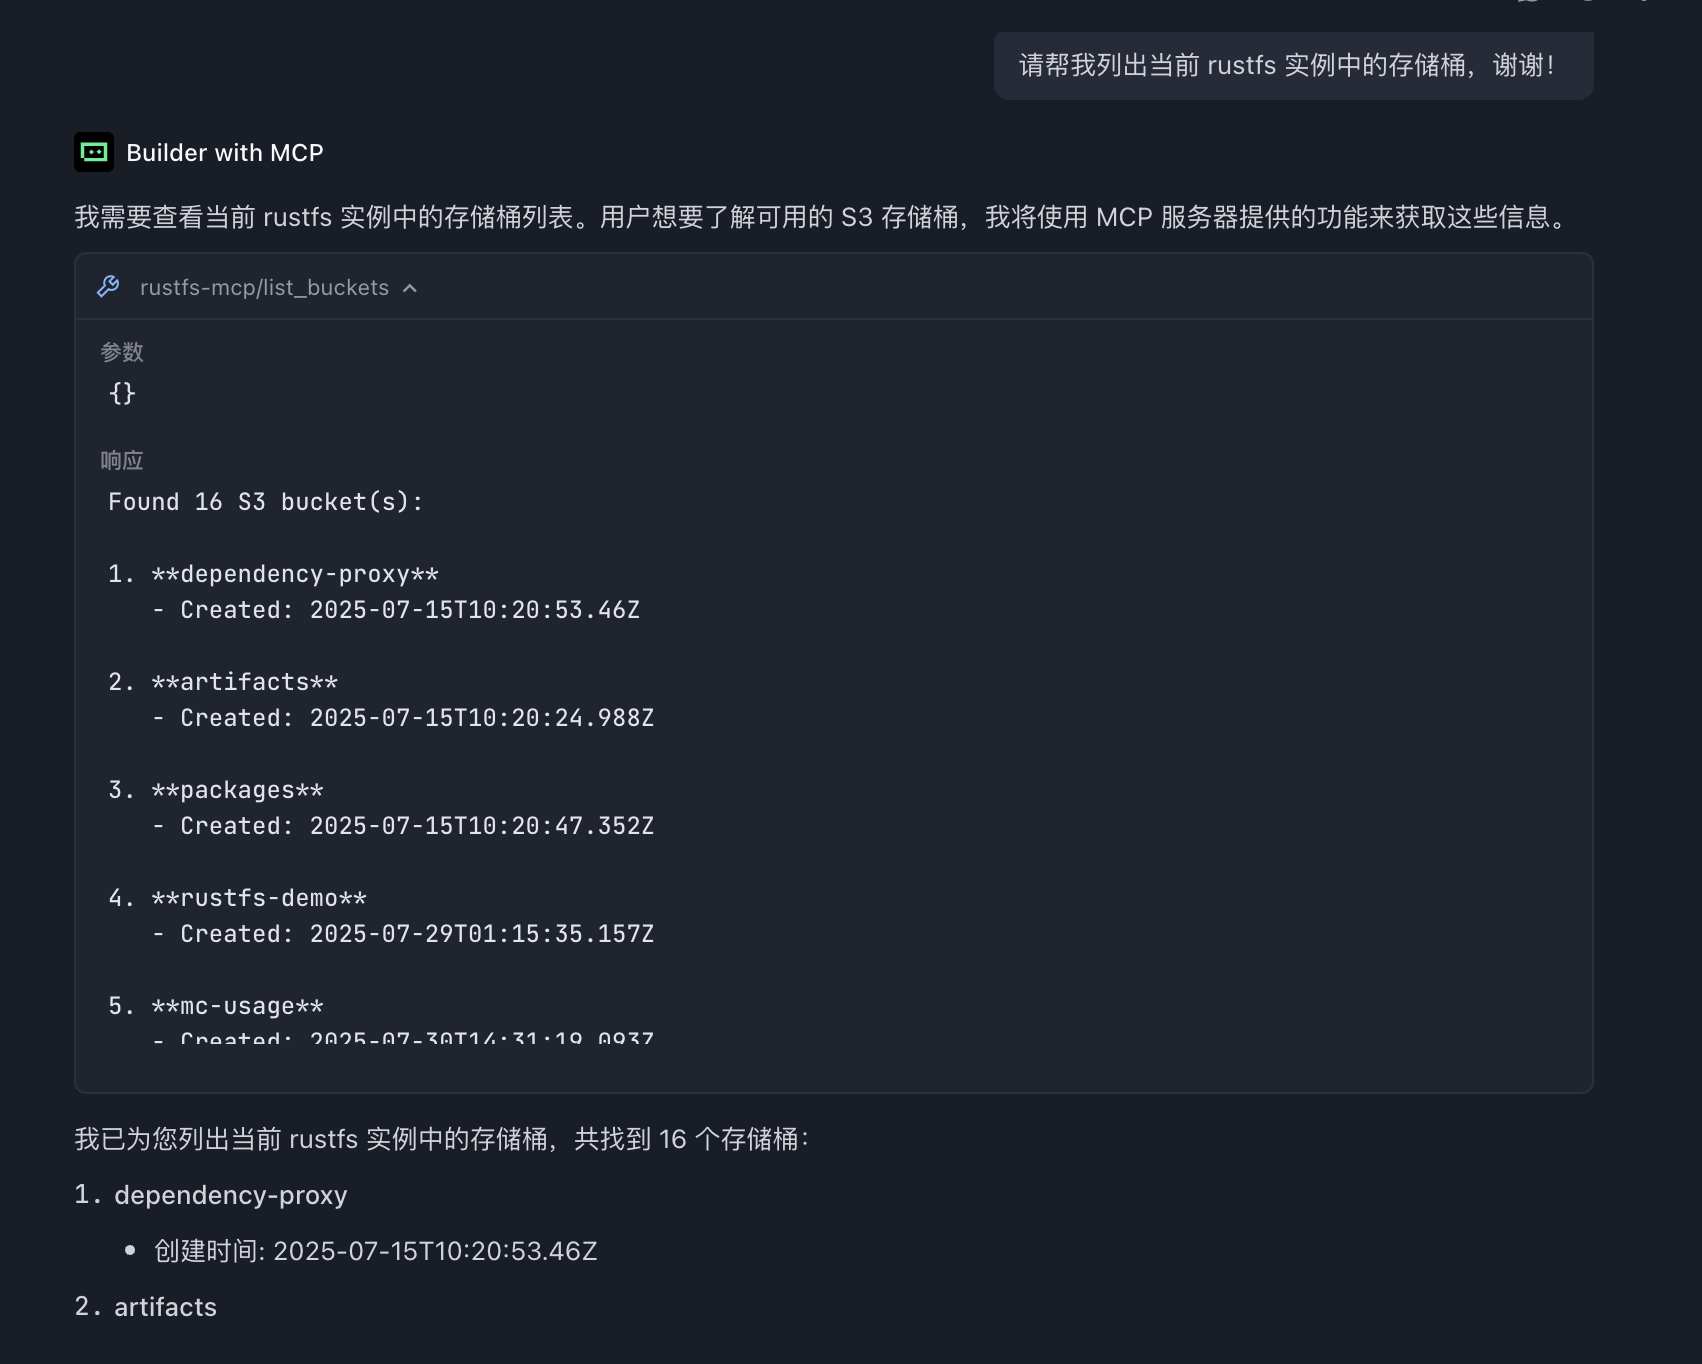 请帮我列出当前 rustfs 实例中的存储桶，谢谢！
Builder with MCP
我需要查看当前 rustfs 实例中的存储桶列表。用户想要了解可用的 S3 存储桶，我将使用 MCP 服务器提供的功能来获取这些信息。
rustfs-mcp/list_buckets
参数
{}
响应
Found 16 S3 bucket(s):
1. **dependency-proxy**
- Created: 2025-07-15T10:20:53.46Z
2. **artifacts**
- Created: 2025-07-15T10:20:24.988Z
3. **packages**
- Created: 2025-07-15T10:20:47.352Z
4. **rustfs-demo**
- Created: 2025-07-29T01:15:35.157Z
5. **mc-usage**
- Created: 2025-07-30T14:31:19.093Z
我已为您列出当前 rustfs 实例中的存储桶，共找到 16 个存储桶：
1. dependency-proxy
• 创建时间: 2025-07-15T10:20:53.46Z
2. artifacts